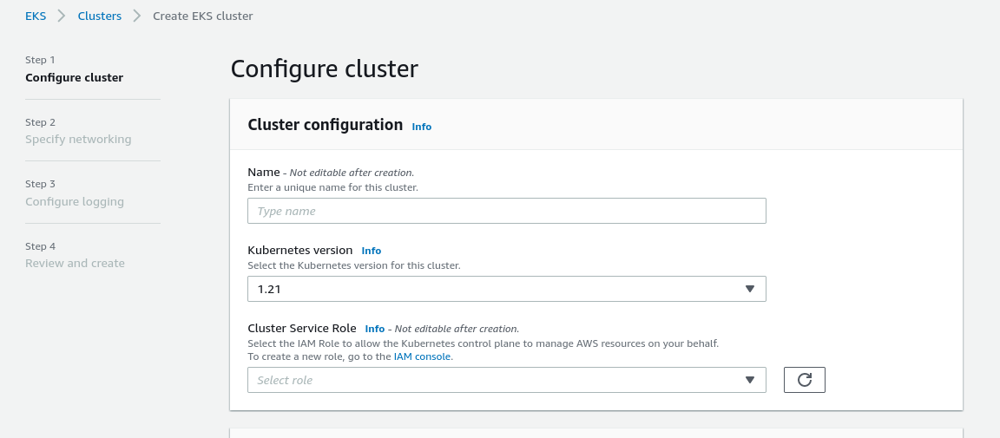 EKS > Clusters > Create EKS cluster
Step 1
Configure cluster
Step 2
Specify networking
Step 3
Configure logging
Step 4
Review and create
Configure cluster
Cluster configuration Info
Name - Not editable after creation.
Enter a unique name for this cluster.
Type name
Kubernetes version Info
Select the Kubernetes version for this cluster.
1.21
Cluster Service Role Info - Not editable after creation.
Select the IAM Role to allow the Kubernetes control plane to manage AWS resources on your behalf.
To create a new role, go to the IAM console.
Select role